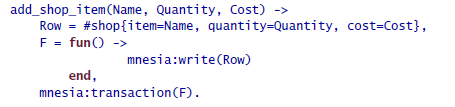 add_shop_item(Name, Quantity, Cost) ->
    Row = #shop{item=Name, quantity=Quantity, cost=Cost},
    F = fun() ->
                mnesia:write(Row)
        end,
    mnesia:transaction(F).